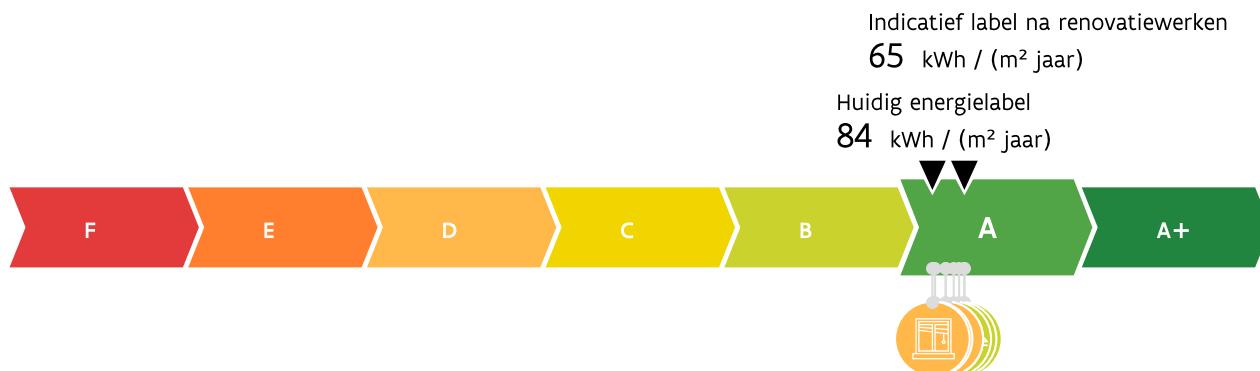 Indicatief label na renovatiewerken
65 kWh / (m² jaar)
Huidig energielabel
84 kWh / (m² jaar)
F E D C B A A+